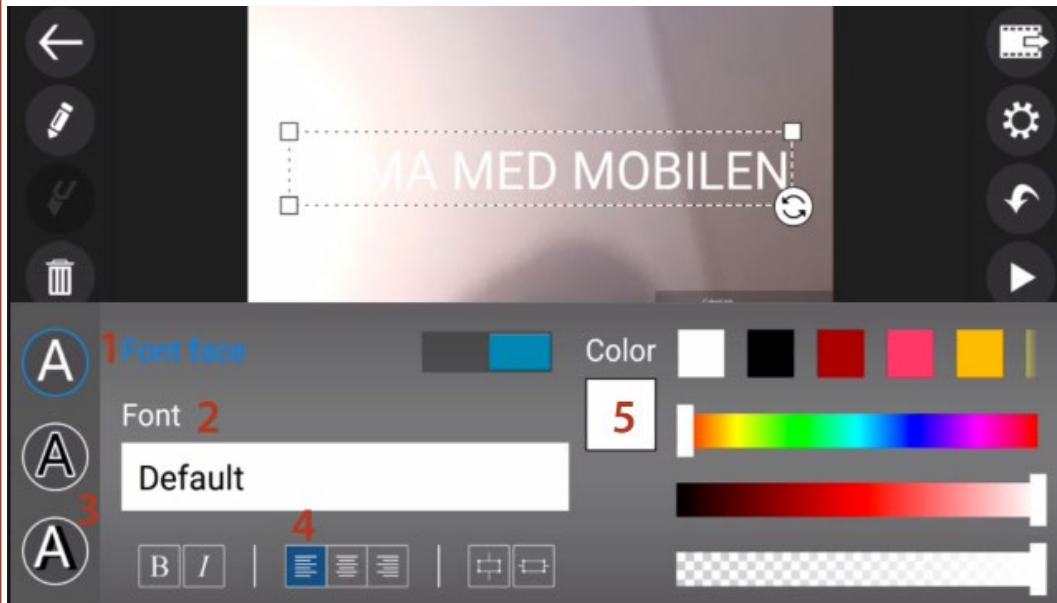 MA MED MOBILEN
1 Font face
Color
Font 2
5
Default
A
A
3
A
4
B I